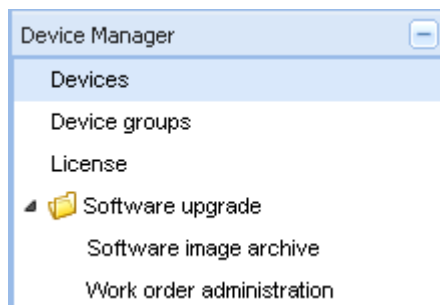 Device Manager
Devices
Device groups
License
Software upgrade
Software image archive
Work order administration